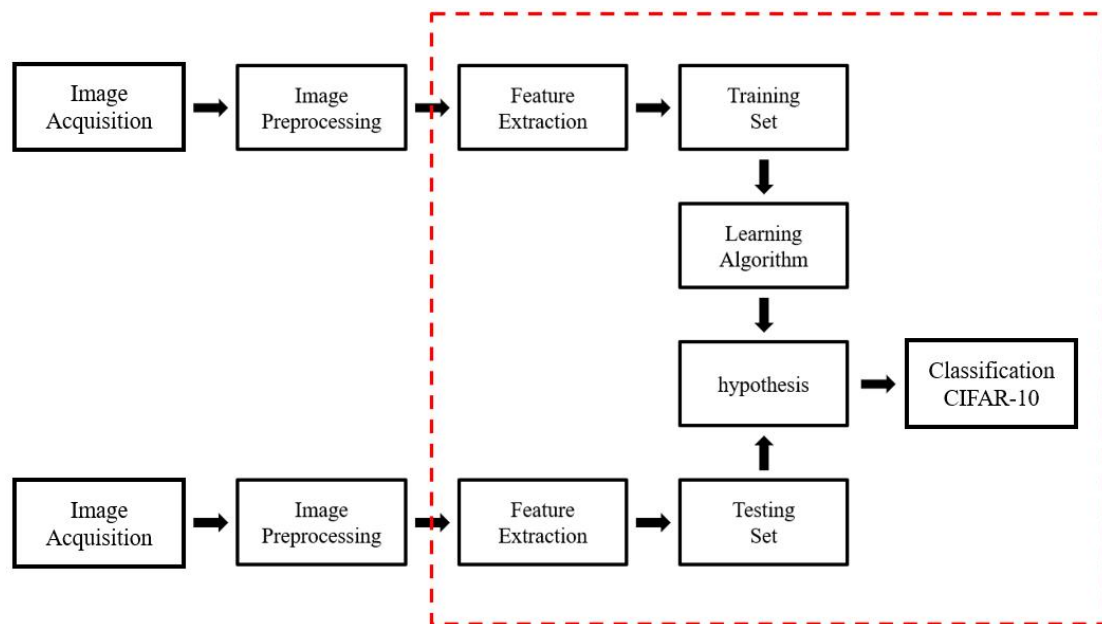 Image
Acquisition
Image
Preprocessing
Feature
Extraction
Training
Set
Learning
Algorithm
hypothesis
Classification
CIFAR-10
Image
Acquisition
Image
Preprocessing
Feature
Extraction
Testing
Set